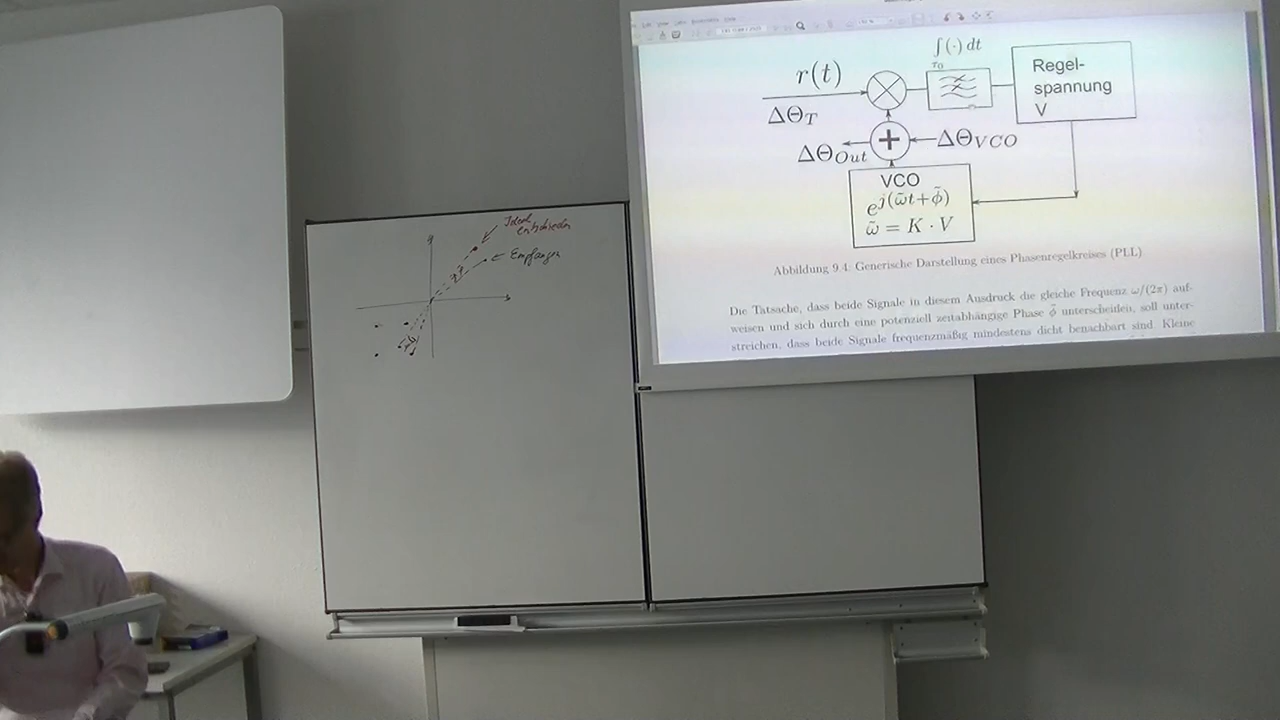 Ideal
entschieden
Empfangen
∫(·) dt
T₀
r(t)
Regel-
spannung
V
ΔΘ_T
ΔΘ_Out
+
ΔΘ_VCO
VCO
e^{j(ω̃t+φ̃)}
ω̃ = K · V
Abbildung 9.4: Generische Darstellung eines Phasenregelkreises (PLL)
Die Tatsache, dass beide Signale in diesem Ausdruck die gleiche Frequenz ω/(2π) auf-
weisen und sich durch eine potenziell zeitabhängige Phase φ̃ unterscheiden, soll unter-
streichen, dass beide Signale frequenzmäßig mindestens dicht benachbart sind. Kleine